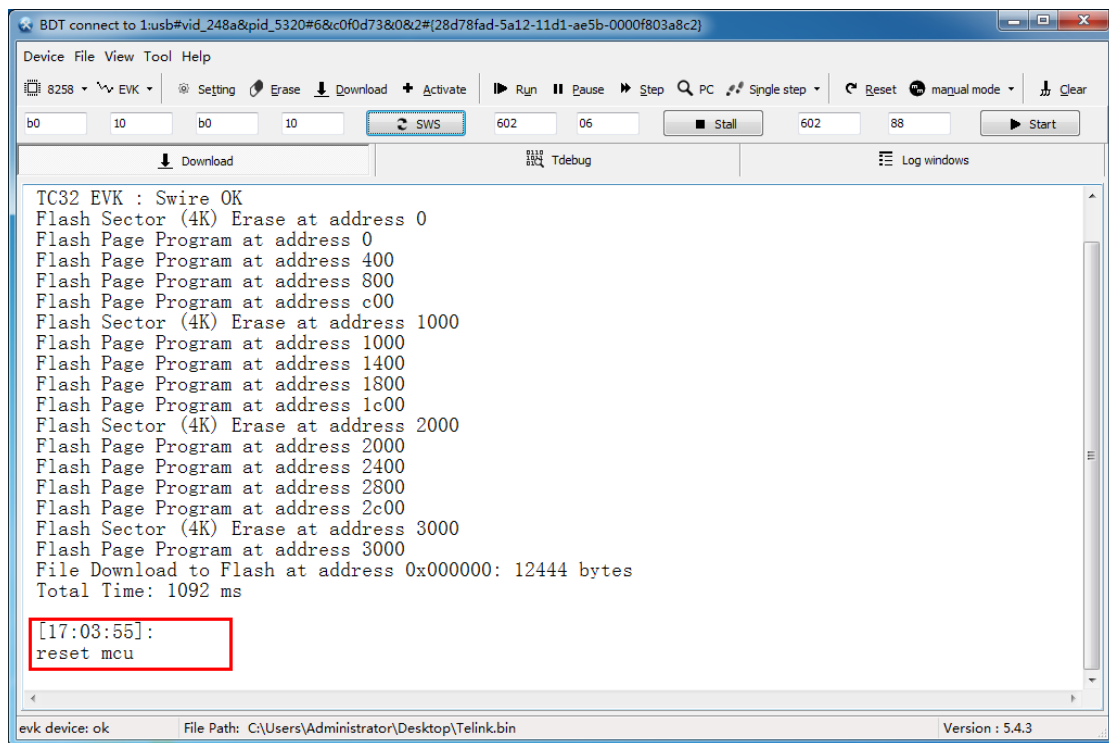 BDT connect to 1:usb#vid_248a&pid_5320#6&c0f0d73&0&2#{28d78fad-5a12-11d1-ae5b-0000f803a8c2}
Device File View Tool Help
8258 EVK Setting Erase Download Activate Run Pause Step PC Single step Reset manual mode Clear
b0 10 b0 10 SWS 602 06 Stall 602 88 Start
Download Tdebug Log windows
TC32 EVK : Swire OK
Flash Sector (4K) Erase at address 0
Flash Page Program at address 0
Flash Page Program at address 400
Flash Page Program at address 800
Flash Page Program at address c00
Flash Sector (4K) Erase at address 1000
Flash Page Program at address 1000
Flash Page Program at address 1400
Flash Page Program at address 1800
Flash Page Program at address 1c00
Flash Sector (4K) Erase at address 2000
Flash Page Program at address 2000
Flash Page Program at address 2400
Flash Page Program at address 2800
Flash Page Program at address 2c00
Flash Sector (4K) Erase at address 3000
Flash Page Program at address 3000
File Download to Flash at address 0x000000: 12444 bytes
Total Time: 1092 ms
[17:03:55]:
reset mcu
evk device: ok File Path: C:\Users\Administrator\Desktop\Telink.bin Version : 5.4.3